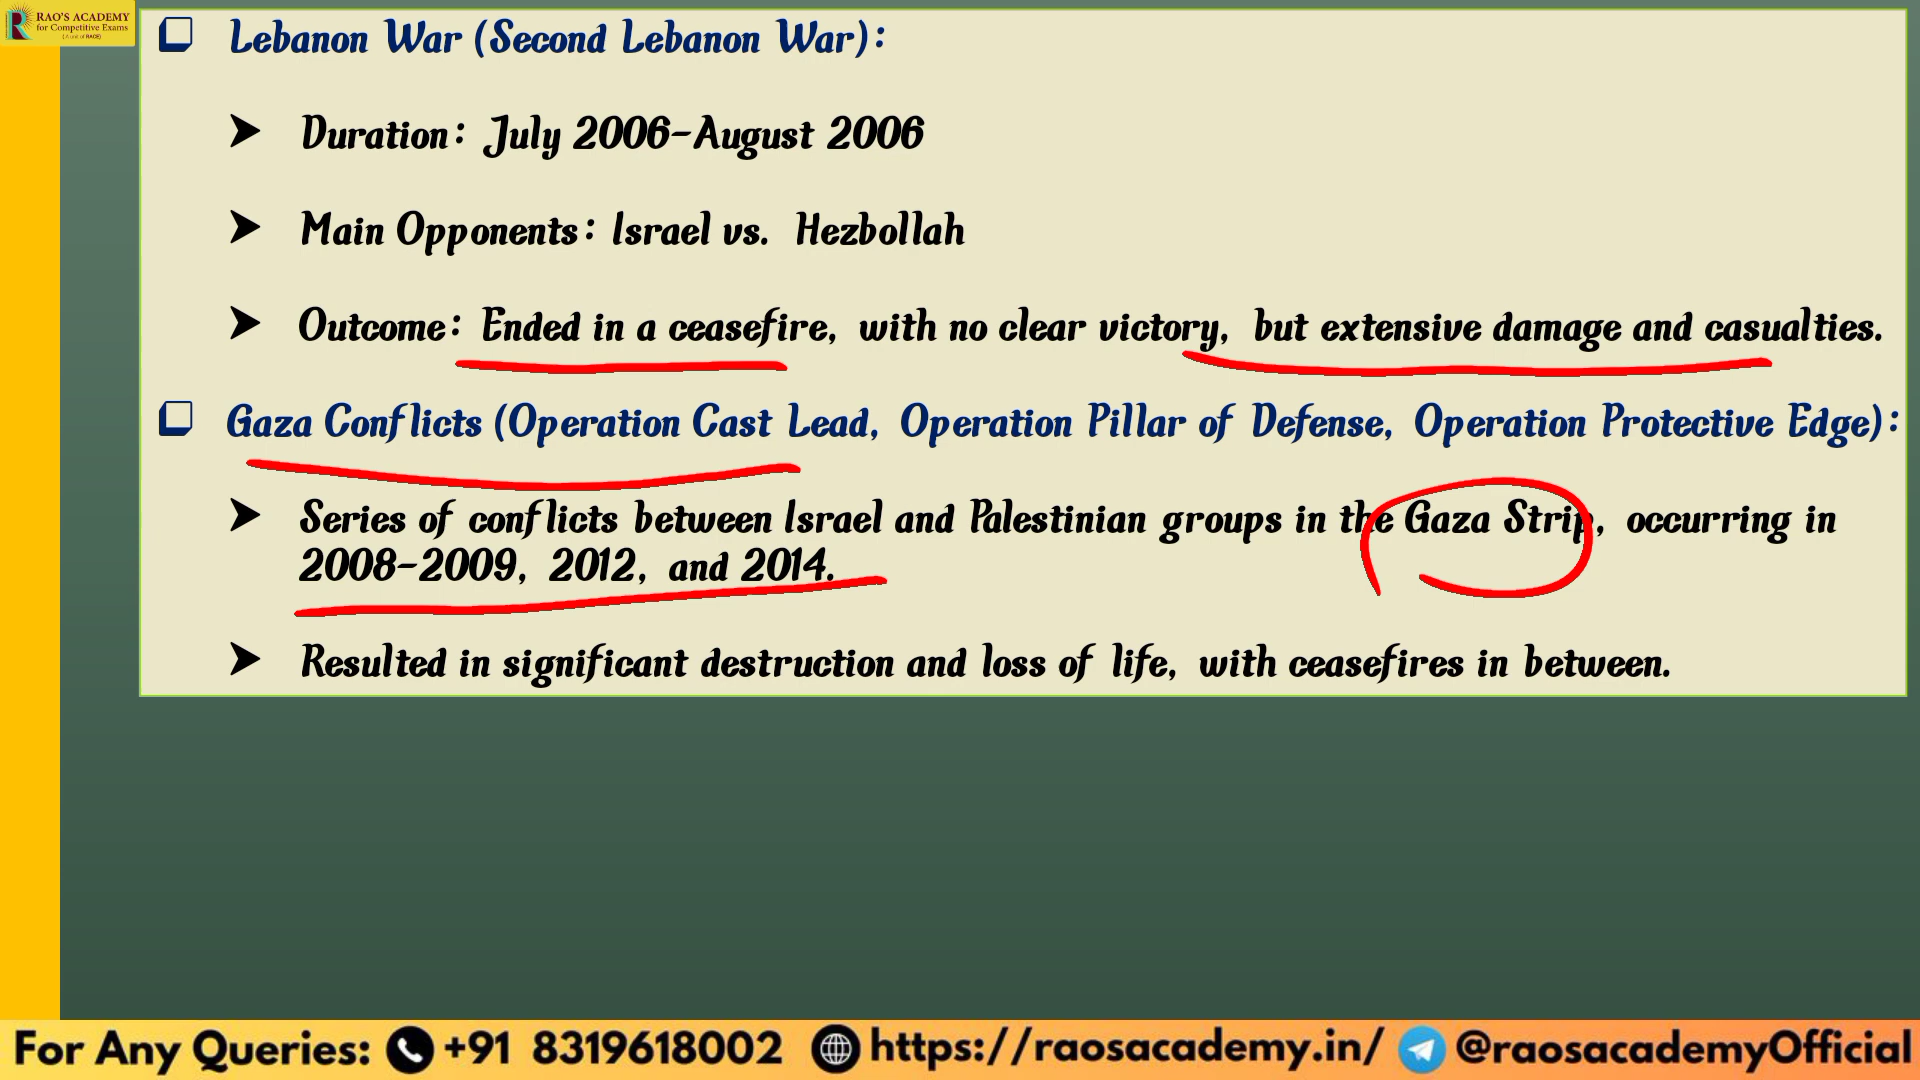 RAO'S ACADEMY
for Competitive Exams
(A unit of RACE)
Lebanon War (Second Lebanon War):
Duration: July 2006-August 2006
Main Opponents: Israel vs. Hezbollah
Outcome: Ended in a ceasefire, with no clear victory, but extensive damage and casualties.
Gaza Conflicts (Operation Cast Lead, Operation Pillar of Defense, Operation Protective Edge):
Series of conflicts between Israel and Palestinian groups in the Gaza Strip, occurring in
2008-2009, 2012, and 2014.
Resulted in significant destruction and loss of life, with ceasefires in between.
For Any Queries: +91 8319618002 https://raosacademy.in/ @raosacademyOfficial